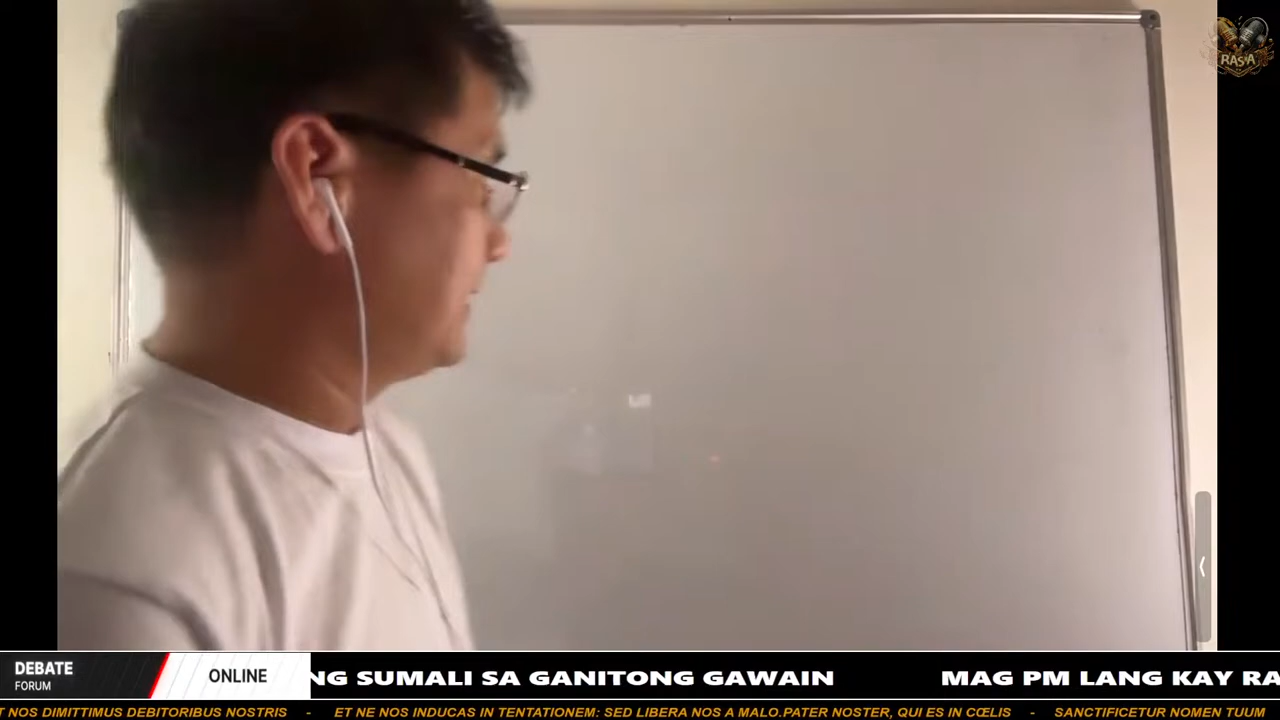 RASA
DEBATE
FORUM
ONLINE
NG SUMALI SA GANITONG GAWAIN
MAG PM LANG KAY RA
T NOS DIMITTIMUS DEBITORIBUS NOSTRIS - ET NE NOS INDUCAS IN TENTATIONEM: SED LIBERA NOS A MALO.PATER NOSTER, QUI ES IN CŒLIS - SANCTIFICETUR NOMEN TUUM